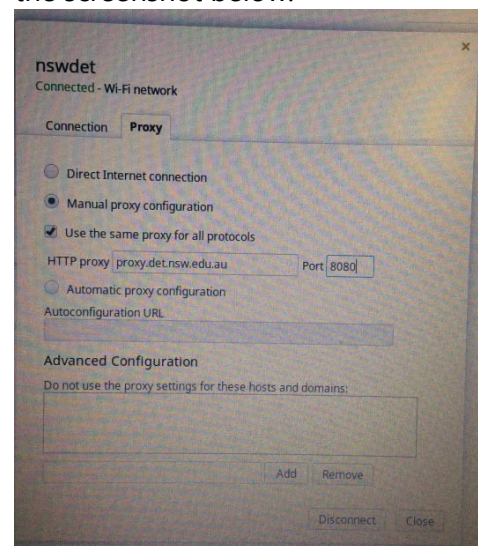 the screenshot below.
×
nswdet
Connected - Wi-Fi network
Connection Proxy
Direct Internet connection
Manual proxy configuration
Use the same proxy for all protocols
HTTP proxy proxy.det.nsw.edu.au Port 8080
Automatic proxy configuration
Autoconfiguration URL
Advanced Configuration
Do not use the proxy settings for these hosts and domains:
Add Remove
Disconnect Close